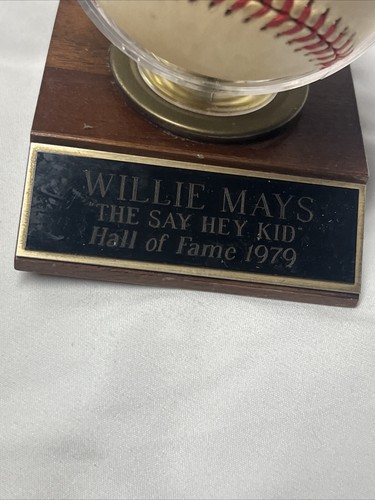 WILLIE MAYS
THE SAY HEY KID
Hall of Fame 1979